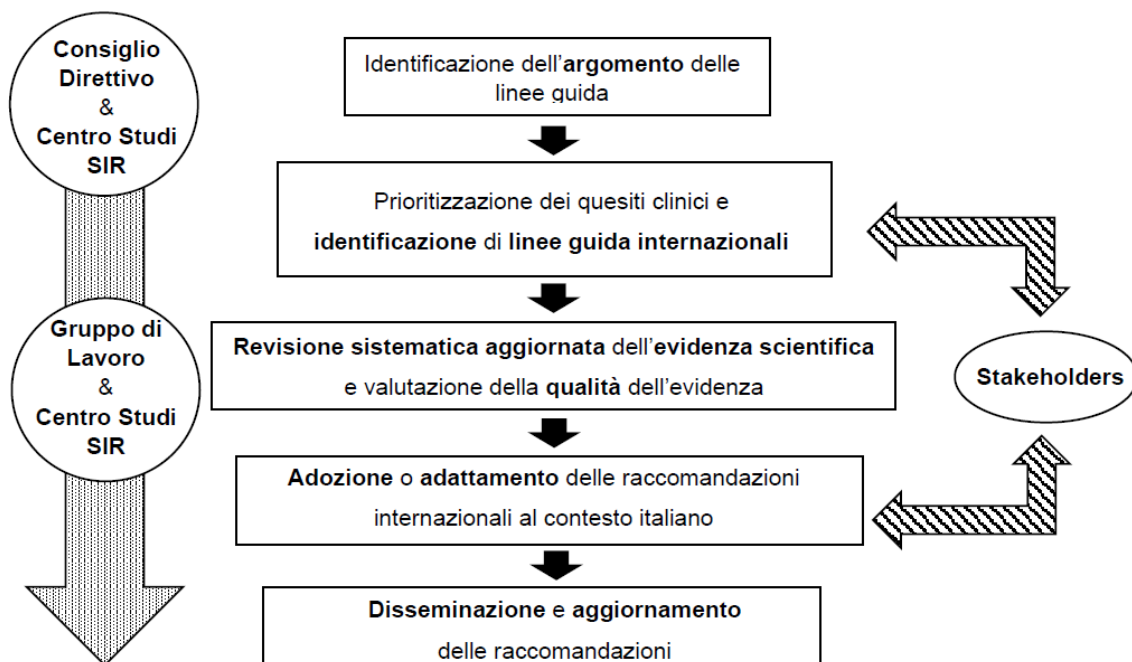 Consiglio
Direttivo
&
Centro Studi
SIR
Identificazione dell'argomento delle
linee guida
Prioritizzazione dei quesiti clinici e
identificazione di linee guida internazionali
Gruppo di
Lavoro
&
Centro Studi
SIR
Revisione sistematica aggiornata dell'evidenza scientifica
e valutazione della qualità dell'evidenza
Stakeholders
Adozione o adattamento delle raccomandazioni
internazionali al contesto italiano
Disseminazione e aggiornamento
delle raccomandazioni